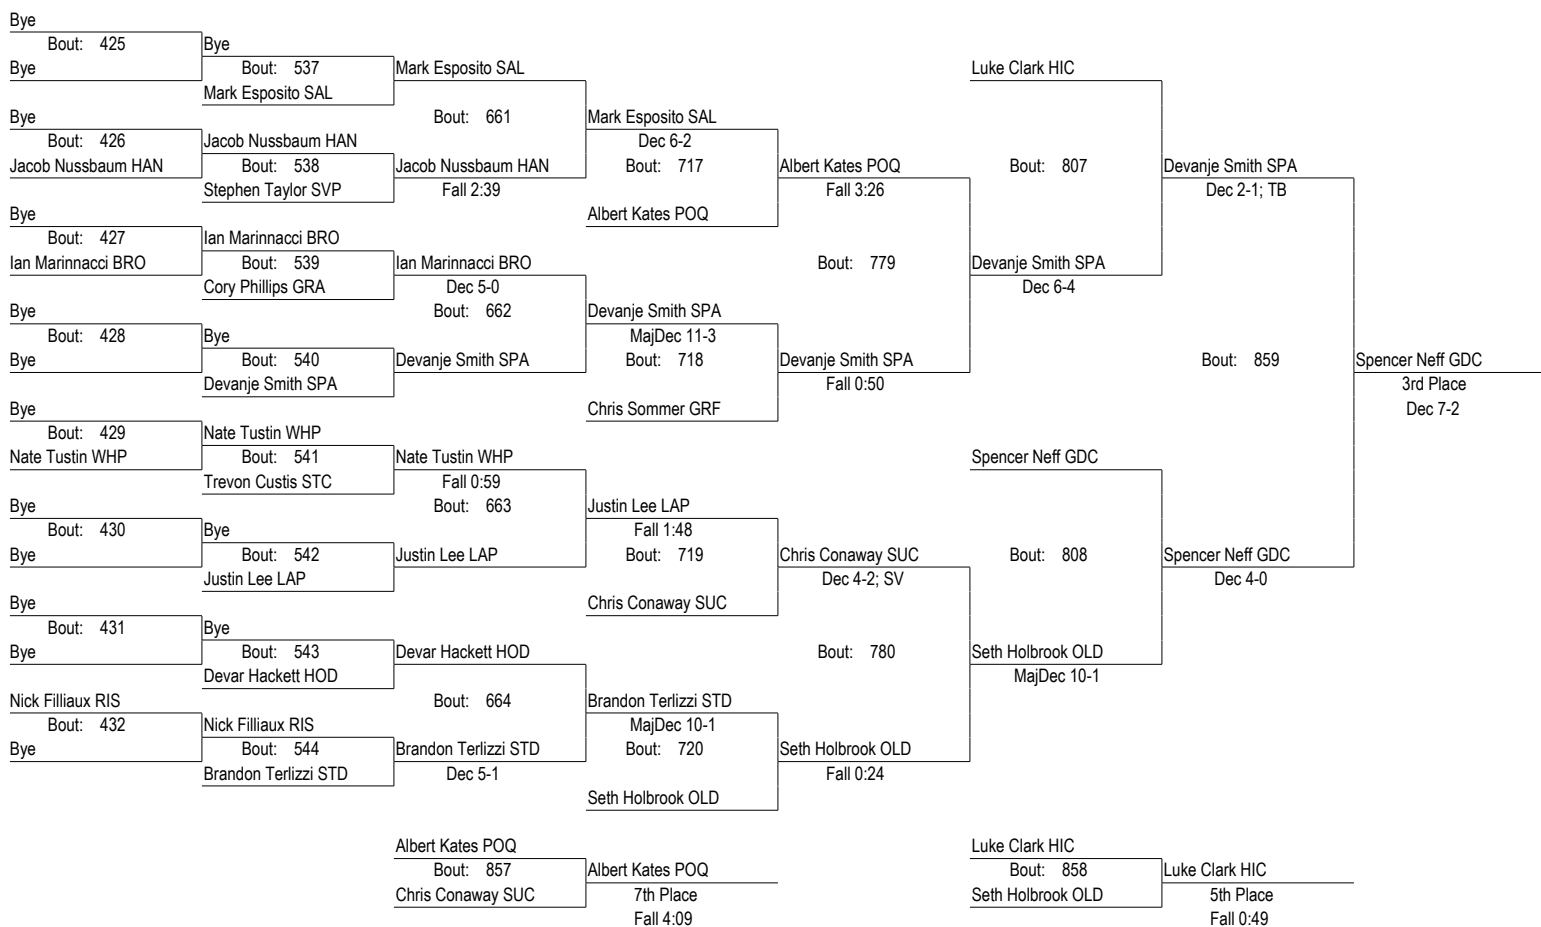 Bye
Bout: 425 Bye
Bye Bout: 537 Mark Esposito SAL Luke Clark HIC
Mark Esposito SAL
Bye Bout: 661 Mark Esposito SAL
Bout: 426 Jacob Nussbaum HAN Dec 6-2
Jacob Nussbaum HAN Bout: 538 Jacob Nussbaum HAN Bout: 717 Albert Kates POQ Bout: 807 Devanje Smith SPA
Stephen Taylor SVP Fall 2:39 Fall 3:26 Dec 2-1; TB
Bye Albert Kates POQ
Bout: 427 Ian Marinnacci BRO
Ian Marinnacci BRO Bout: 539 Ian Marinnacci BRO Bout: 779 Devanje Smith SPA
Cory Phillips GRA Dec 5-0 Dec 6-4
Bye Bout: 662 Devanje Smith SPA
Bout: 428 Bye MajDec 11-3
Bye Bout: 540 Devanje Smith SPA Bout: 718 Devanje Smith SPA Bout: 859 Spencer Neff GDC
Devanje Smith SPA Fall 0:50 3rd Place
Bye Chris Sommer GRF Dec 7-2
Bout: 429 Nate Tustin WHP
Nate Tustin WHP Bout: 541 Nate Tustin WHP Spencer Neff GDC
Trevon Custis STC Fall 0:59
Bye Bout: 663 Justin Lee LAP
Bout: 430 Bye Fall 1:48
Bye Bout: 542 Justin Lee LAP Bout: 719 Chris Conaway SUC Bout: 808 Spencer Neff GDC
Justin Lee LAP Dec 4-2; SV Dec 4-0
Bye Chris Conaway SUC
Bout: 431 Bye
Bye Bout: 543 Devar Hackett HOD Bout: 780 Seth Holbrook OLD
Devar Hackett HOD MajDec 10-1
Nick Filliaux RIS Bout: 664 Brandon Terlizzi STD
Bout: 432 Nick Filliaux RIS MajDec 10-1
Bye Bout: 544 Brandon Terlizzi STD Bout: 720 Seth Holbrook OLD
Brandon Terlizzi STD Dec 5-1 Fall 0:24
Seth Holbrook OLD
Albert Kates POQ Luke Clark HIC
Bout: 857 Albert Kates POQ Bout: 858 Luke Clark HIC
Chris Conaway SUC 7th Place Seth Holbrook OLD 5th Place
Fall 4:09 Fall 0:49